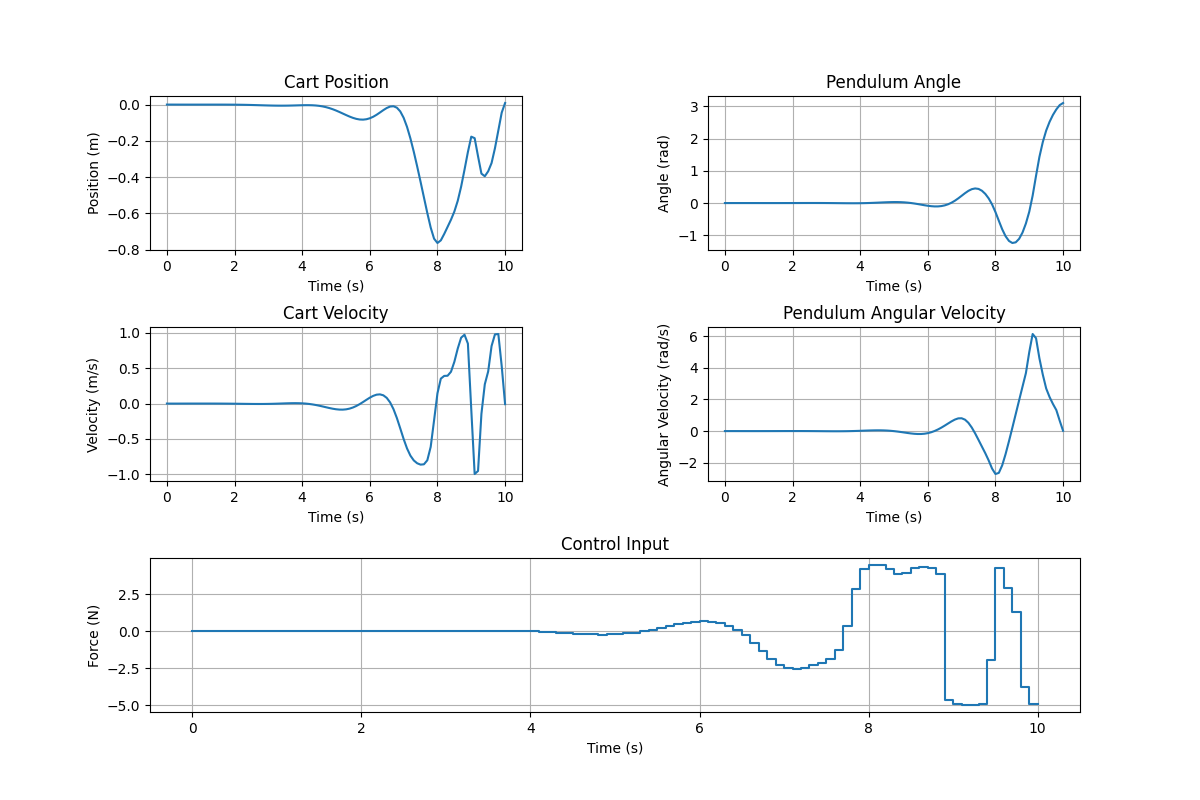 Cart Position
Position (m)
0.0
−0.2
−0.4
−0.6
−0.8
0 2 4 6 8 10
Time (s)
Pendulum Angle
Angle (rad)
3
2
1
0
−1
0 2 4 6 8 10
Time (s)
Cart Velocity
Velocity (m/s)
1.0
0.5
0.0
−0.5
−1.0
0 2 4 6 8 10
Time (s)
Pendulum Angular Velocity
Angular Velocity (rad/s)
6
4
2
0
−2
0 2 4 6 8 10
Time (s)
Control Input
Force (N)
2.5
0.0
−2.5
−5.0
0 2 4 6 8 10
Time (s)